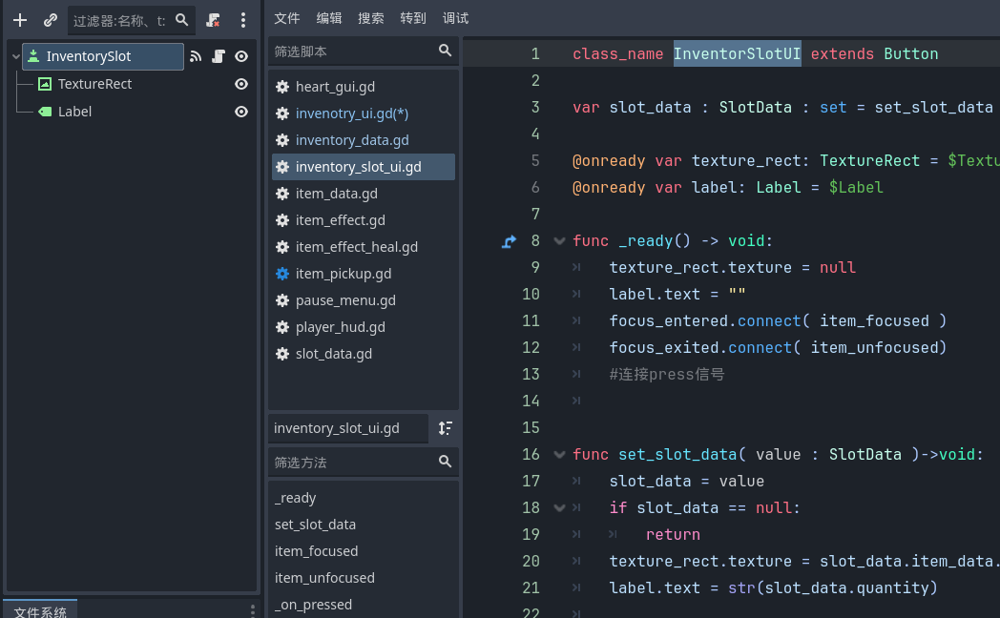 过滤器:名称、t:
InventorySlot
TextureRect
Label
文件系统
文件 编辑 搜索 转到 调试
筛选脚本
heart_gui.gd
invenotry_ui.gd(*)
inventory_data.gd
inventory_slot_ui.gd
item_data.gd
item_effect.gd
item_effect_heal.gd
item_pickup.gd
pause_menu.gd
player_hud.gd
slot_data.gd
inventory_slot_ui.gd
筛选方法
_ready
set_slot_data
item_focused
item_unfocused
_on_pressed
1 class_name InventorSlotUI extends Button
2
3 var slot_data : SlotData : set = set_slot_data
4
5 @onready var texture_rect: TextureRect = $Textu
6 @onready var label: Label = $Label
7
8 func _ready() -> void:
9 texture_rect.texture = null
10 label.text = ""
11 focus_entered.connect( item_focused )
12 focus_exited.connect( item_unfocused)
13 #连接press信号
14
15
16 func set_slot_data( value : SlotData )->void:
17 slot_data = value
18 if slot_data == null:
19 return
20 texture_rect.texture = slot_data.item_data.
21 label.text = str(slot_data.quantity)
22